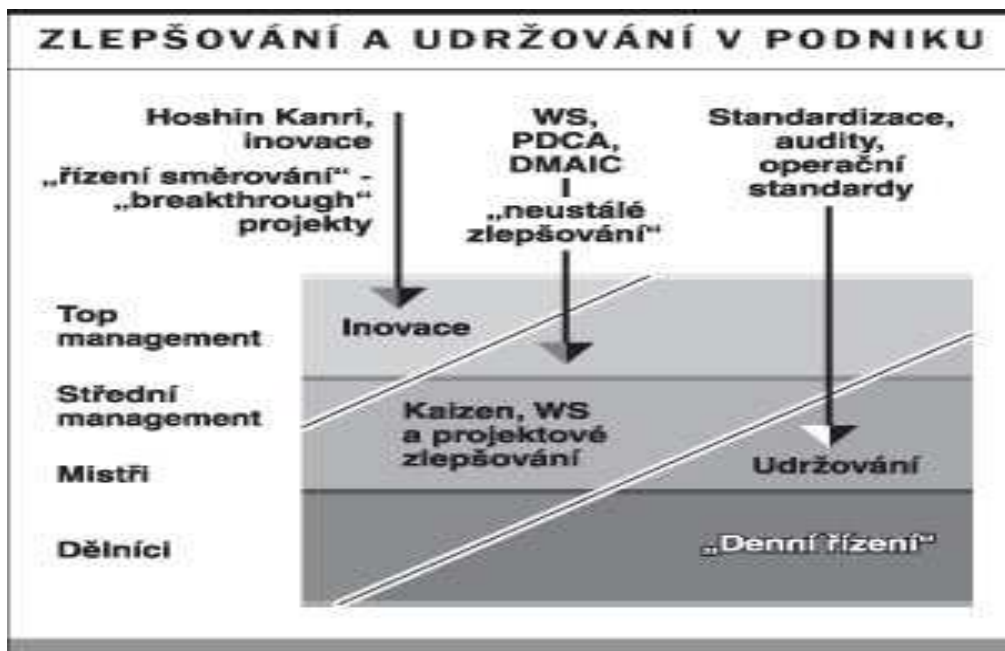 ZLEPŠOVÁNÍ A UDRŽOVÁNÍ V PODNIKU
Hoshin Kanri,
inovace
„řízení směrování“ -
„breakthrough“
projekty
WS,
PDCA,
DMAIC
„neustálé
zlepšování“
Standardizace,
audity,
operační
standardy
Top
management
Inovace
Střední
management
Kaizen, WS
a projektové
zlepšování
Mistři
Udržování
Dělníci
„Denní řízení“